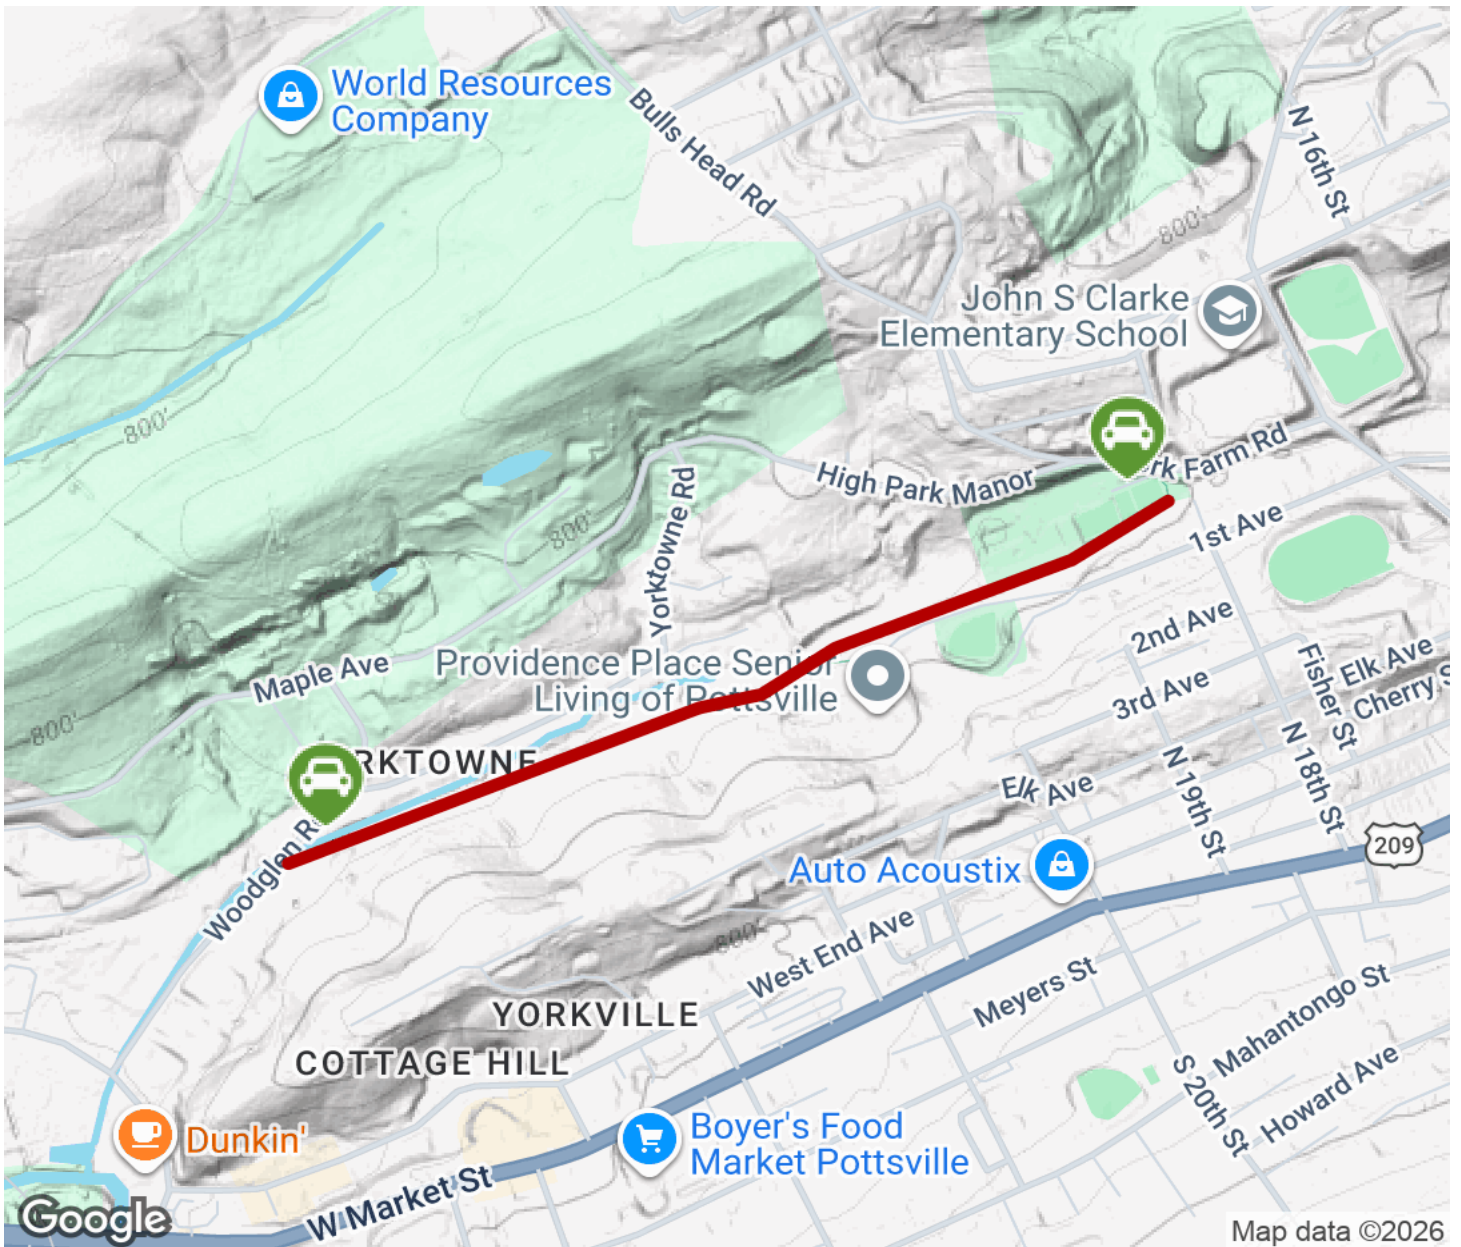 World Resources
Company
Bulls Head Rd
N 16th St
800'
John S Clarke
Elementary School
800'
High Park Manor
rk Farm Rd
1st Ave
800'
Yorktowne Rd
2nd Ave
Fisher St
Elk Ave
Cherry S
3rd Ave
Maple Ave
Providence Place Senior
Living of Pottsville
800'
RKTOWNE
N 19th St
N 18th St
Elk Ave
209
Woodglen R
Auto Acoustix
800'
West End Ave
Meyers St
Mahantongo St
YORKVILLE
COTTAGE HILL
S 20th St
Howard Ave
Dunkin'
Boyer's Food
Market Pottsville
W Market St
Google
Map data ©2026